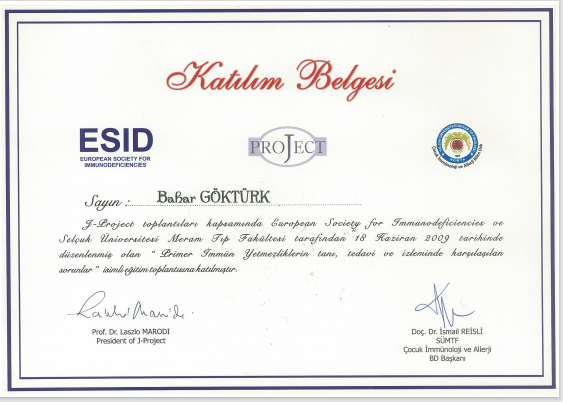 Katılım Belgesi
ESID
EUROPEAN SOCIETY FOR
IMMUNODEFICIENCIES
PROJECT
Sayın :
Bahar GÖKTÜRK
J-Project toplantıları kapsamında European Society for Immunodeficiencies ve
Selçuk Üniversitesi Meram Tıp Fakültesi tarafından 18 Haziran 2009 tarihinde
düzenlenmiş olan " Primer İmmün Yetmezliklerin tanı, tedavi ve izleminde karşılaşılan
sorunlar " isimli eğitim toplantısına katılmıştır.
Prof. Dr. Laszlo MARODI
President of J-Project
Doç. Dr. İsmail REİSLİ
SÜMTF
Çocuk İmmünoloji ve Allerji
BD Başkanı